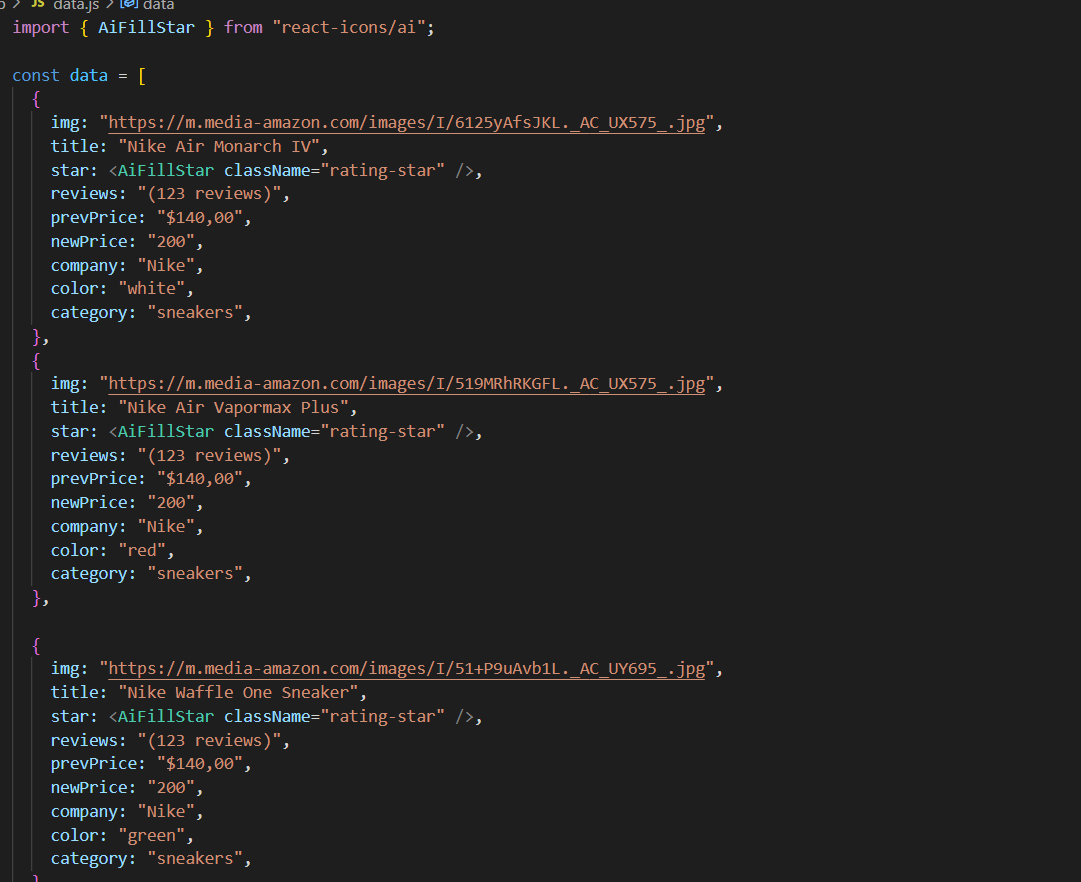 JS data.js > data
import { AiFillStar } from "react-icons/ai";
const data = [
{
img: "https://m.media-amazon.com/images/I/6125yAfsJKL._AC_UX575_.jpg",
title: "Nike Air Monarch IV",
star: <AiFillStar className="rating-star" />,
reviews: "(123 reviews)",
prevPrice: "$140,00",
newPrice: "200",
company: "Nike",
color: "white",
category: "sneakers",
},
{
img: "https://m.media-amazon.com/images/I/519MRhRKGFL._AC_UX575_.jpg",
title: "Nike Air Vapormax Plus",
star: <AiFillStar className="rating-star" />,
reviews: "(123 reviews)",
prevPrice: "$140,00",
newPrice: "200",
company: "Nike",
color: "red",
category: "sneakers",
},
{
img: "https://m.media-amazon.com/images/I/51+P9uAvb1L._AC_UY695_.jpg",
title: "Nike Waffle One Sneaker",
star: <AiFillStar className="rating-star" />,
reviews: "(123 reviews)",
prevPrice: "$140,00",
newPrice: "200",
company: "Nike",
color: "green",
category: "sneakers",